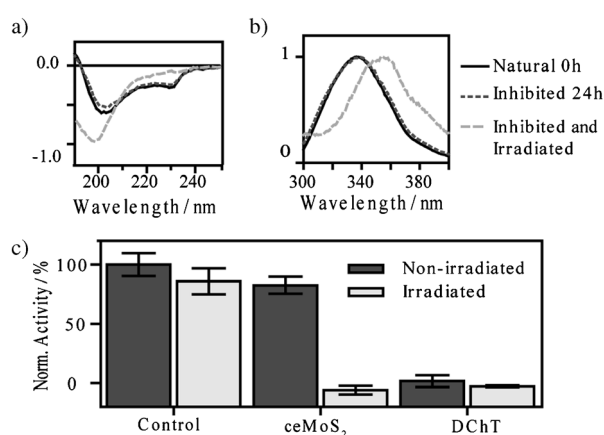 a)
0.0
-1.0
200
220
240
Wavelength / nm
b)
1
0
300
340
380
Wavelength / nm
Natural 0h
Inhibited 24h
Inhibited and
Irradiated
c)
Norm. Activity / %
100
50
0
Non-irradiated
Irradiated
Control
ceMoS₂
DChT